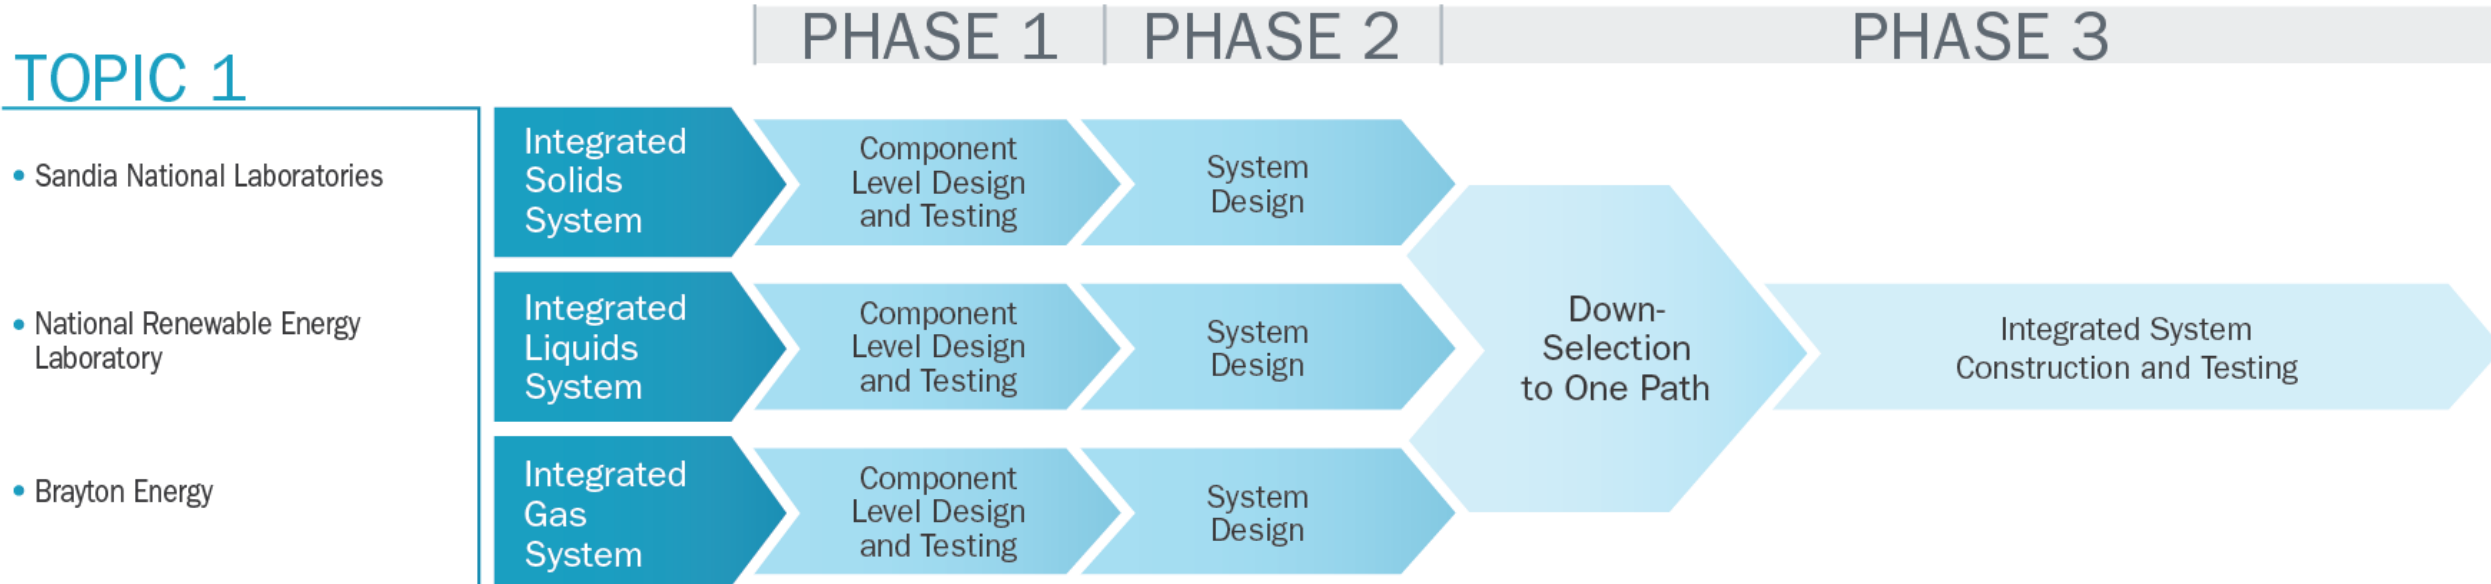 PHASE 1
PHASE 2
PHASE 3
TOPIC 1
• Sandia National Laboratories
Integrated
Solids
System
Component
Level Design
and Testing
System
Design
• National Renewable Energy
Laboratory
Integrated
Liquids
System
Component
Level Design
and Testing
System
Design
• Brayton Energy
Integrated
Gas
System
Component
Level Design
and Testing
System
Design
Down-
Selection
to One Path
Integrated System
Construction and Testing